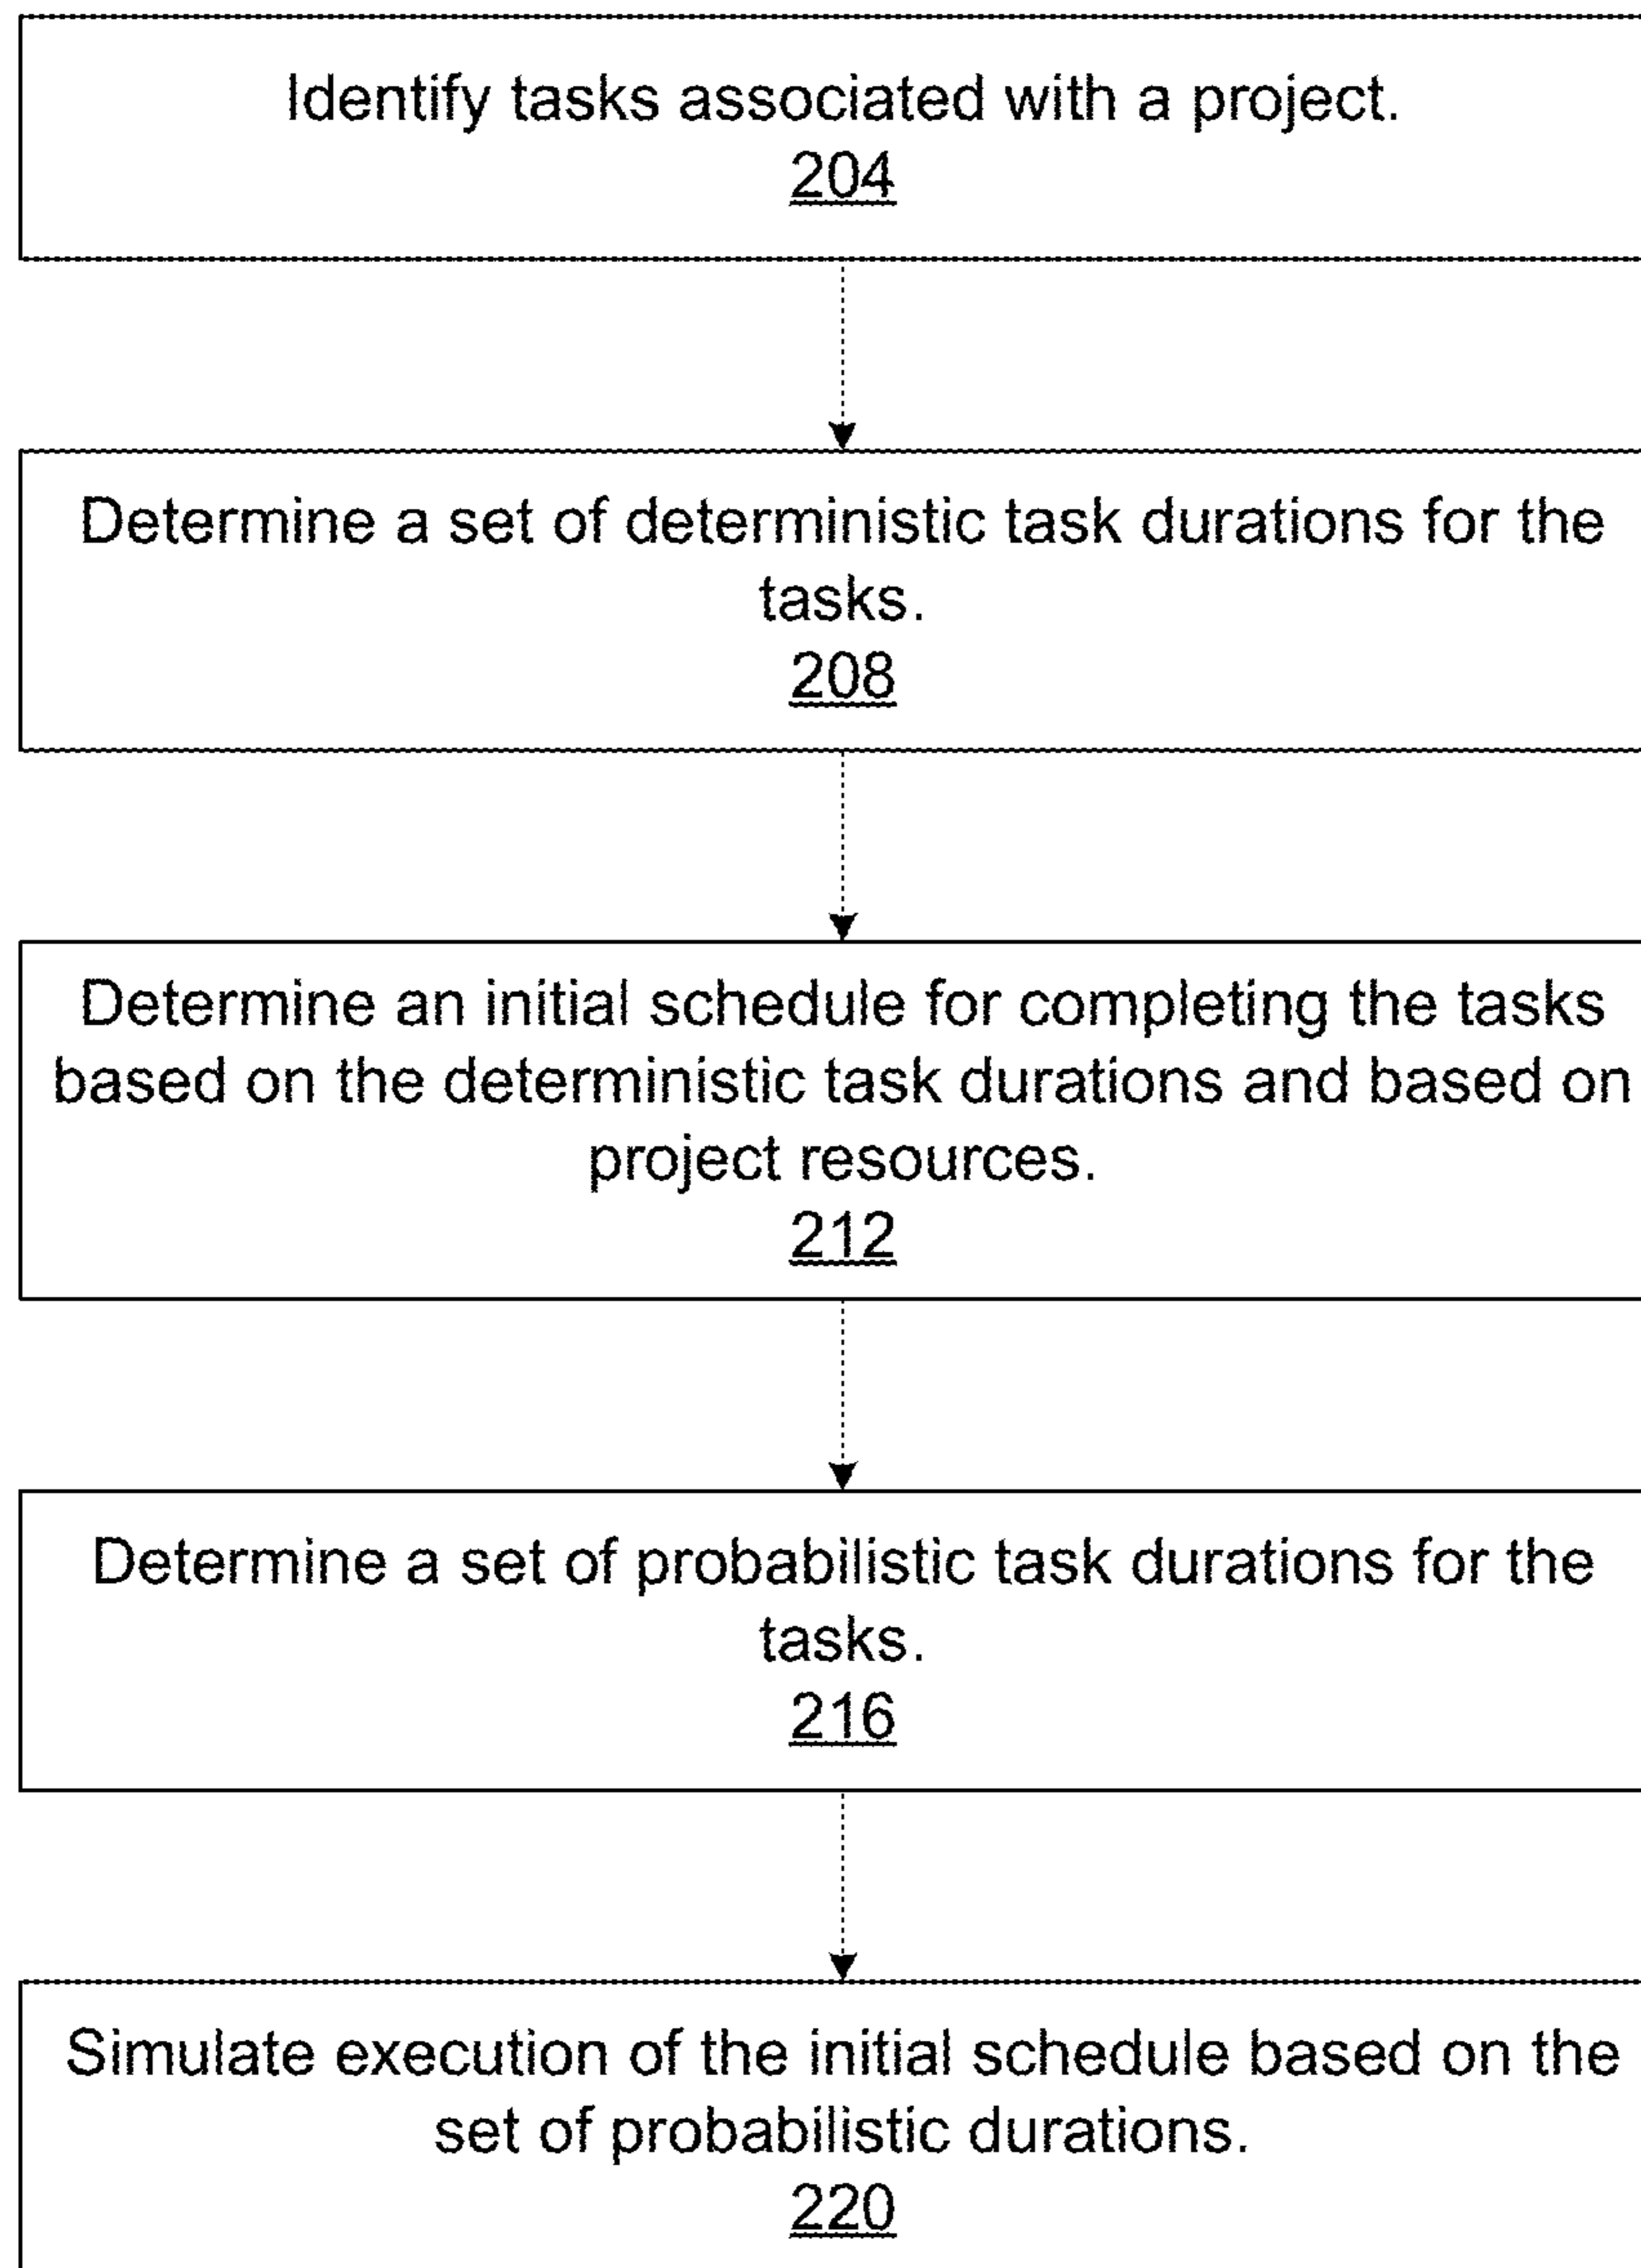 Identify tasks associated with a project.
204
Determine a set of deterministic task durations for the
tasks.
208
Determine an initial schedule for completing the tasks
based on the deterministic task durations and based on
project resources.
212
Determine a set of probabilistic task durations for the
tasks.
216
Simulate execution of the initial schedule based on the
set of probabilistic durations.
220